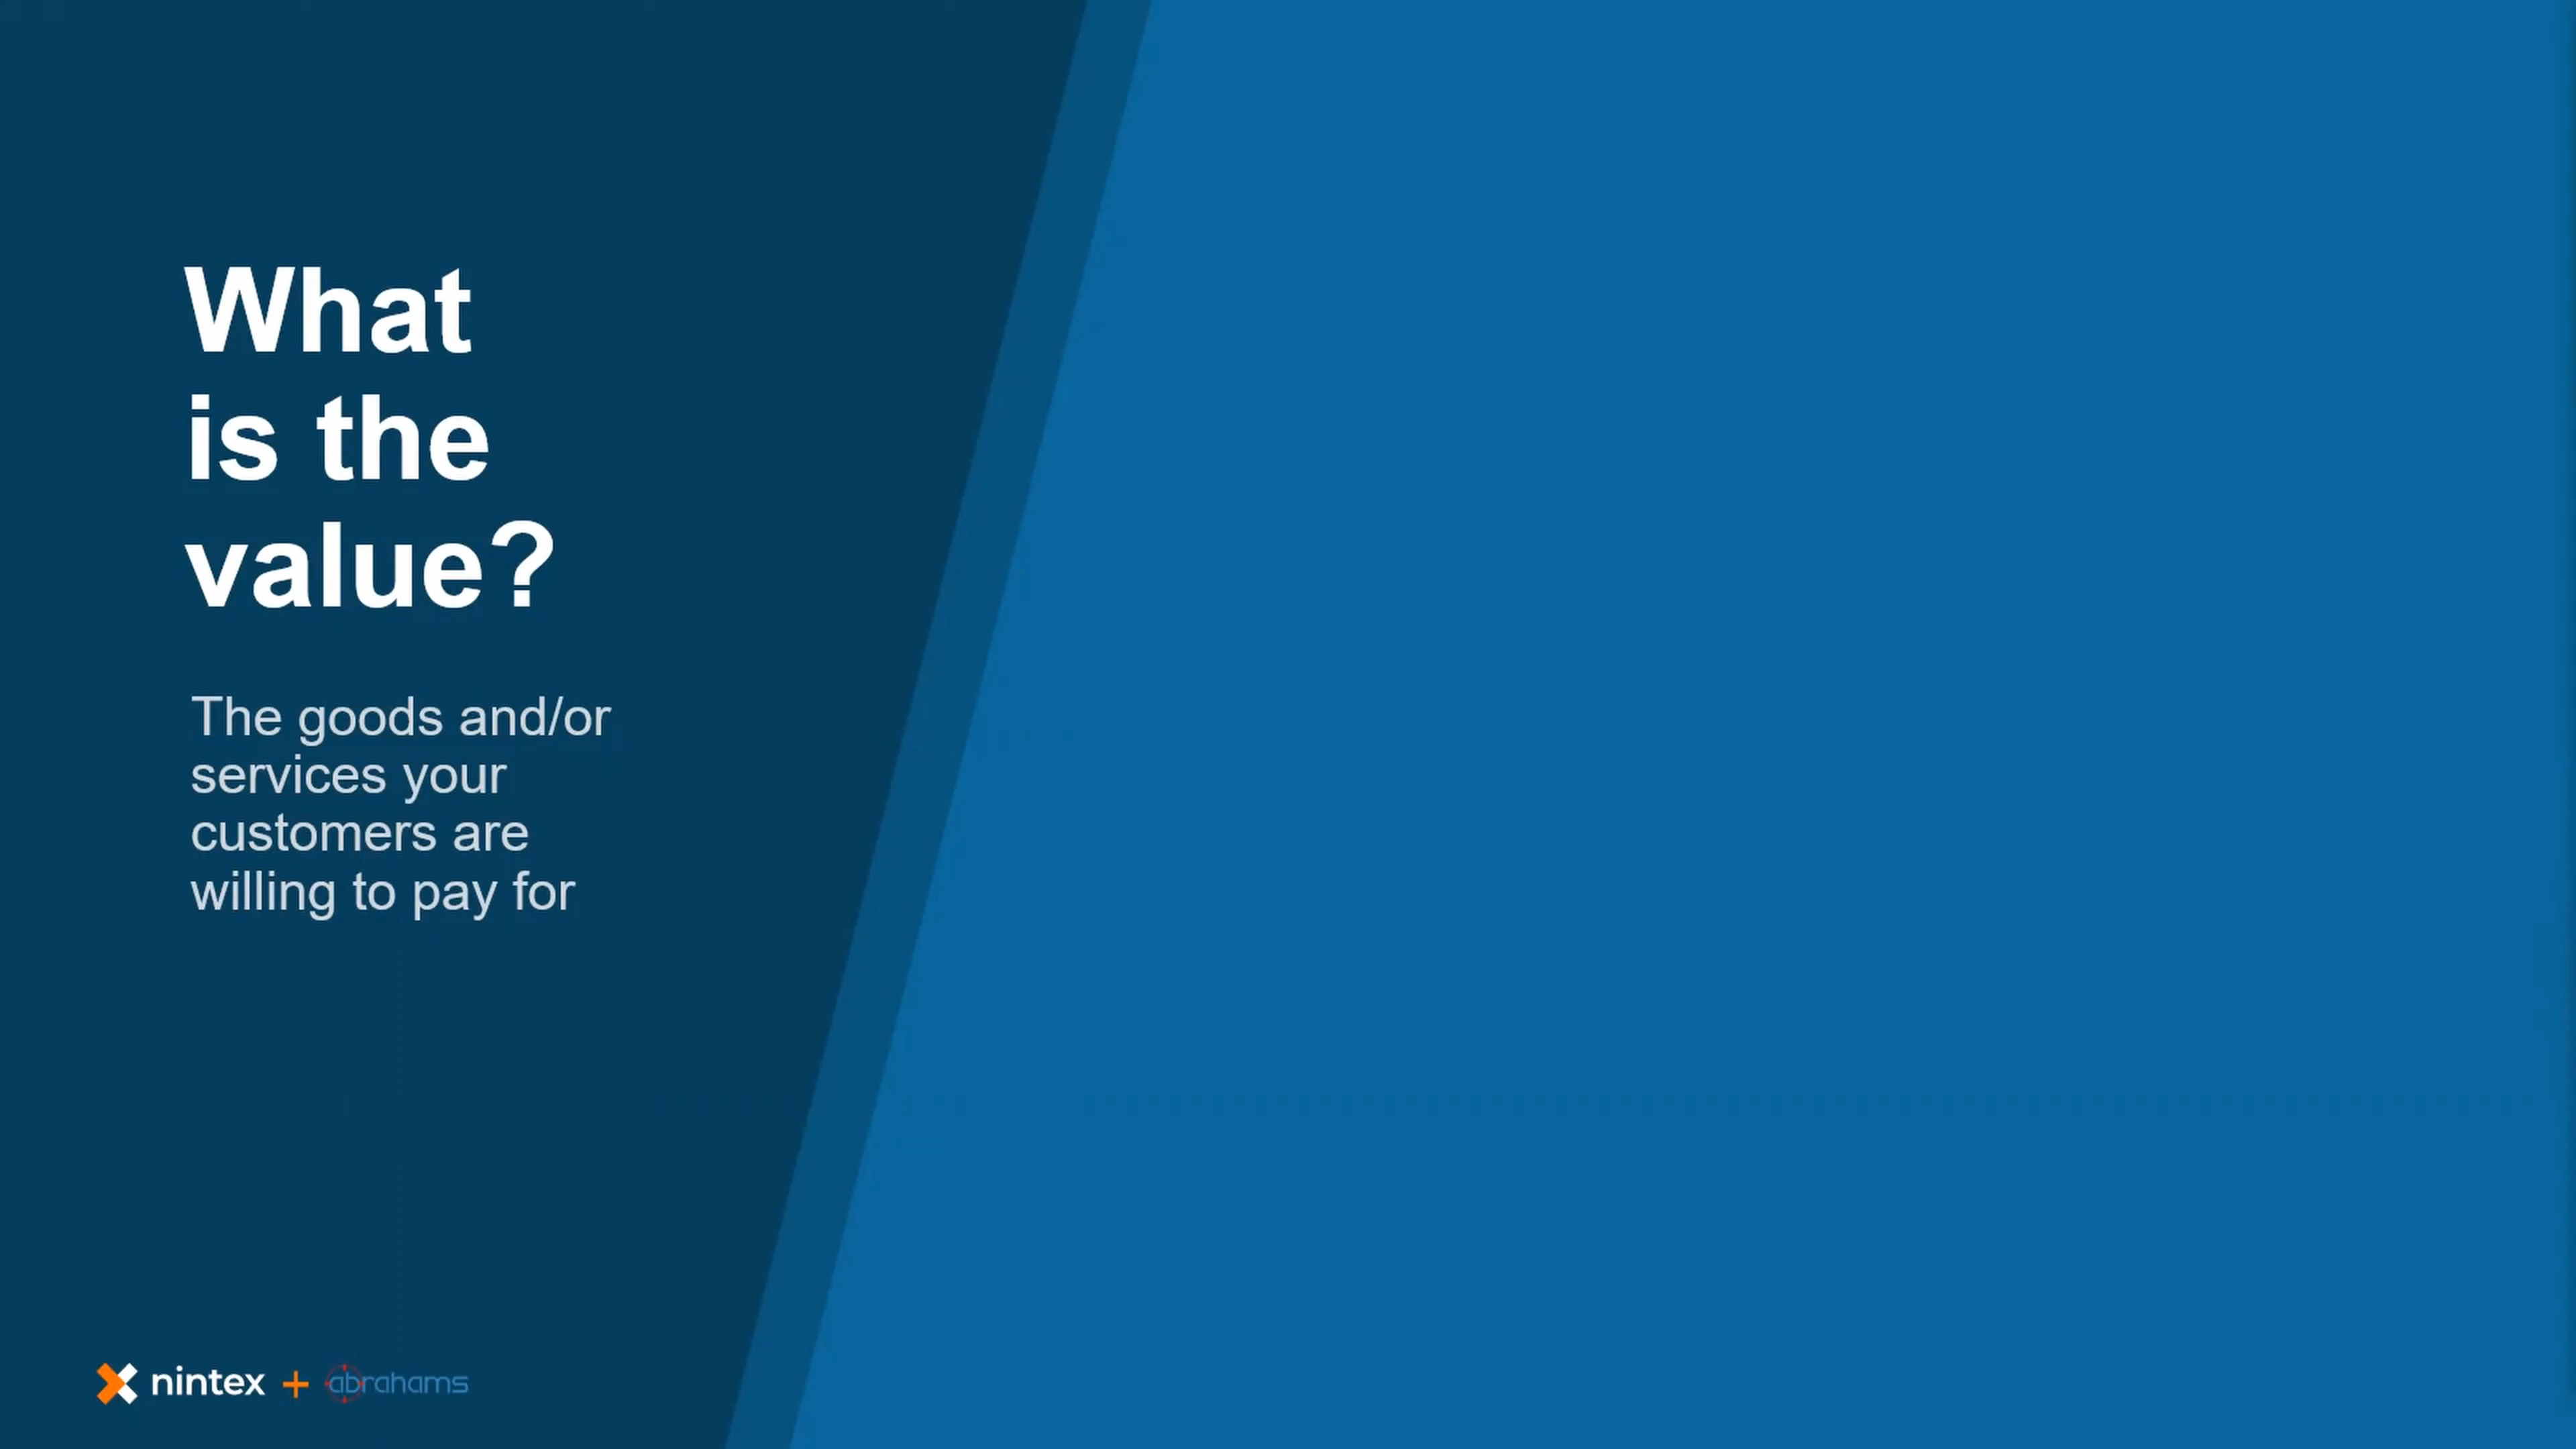 What
is the
value?
The goods and/or
services your
customers are
willing to pay for
nintex + abrahams